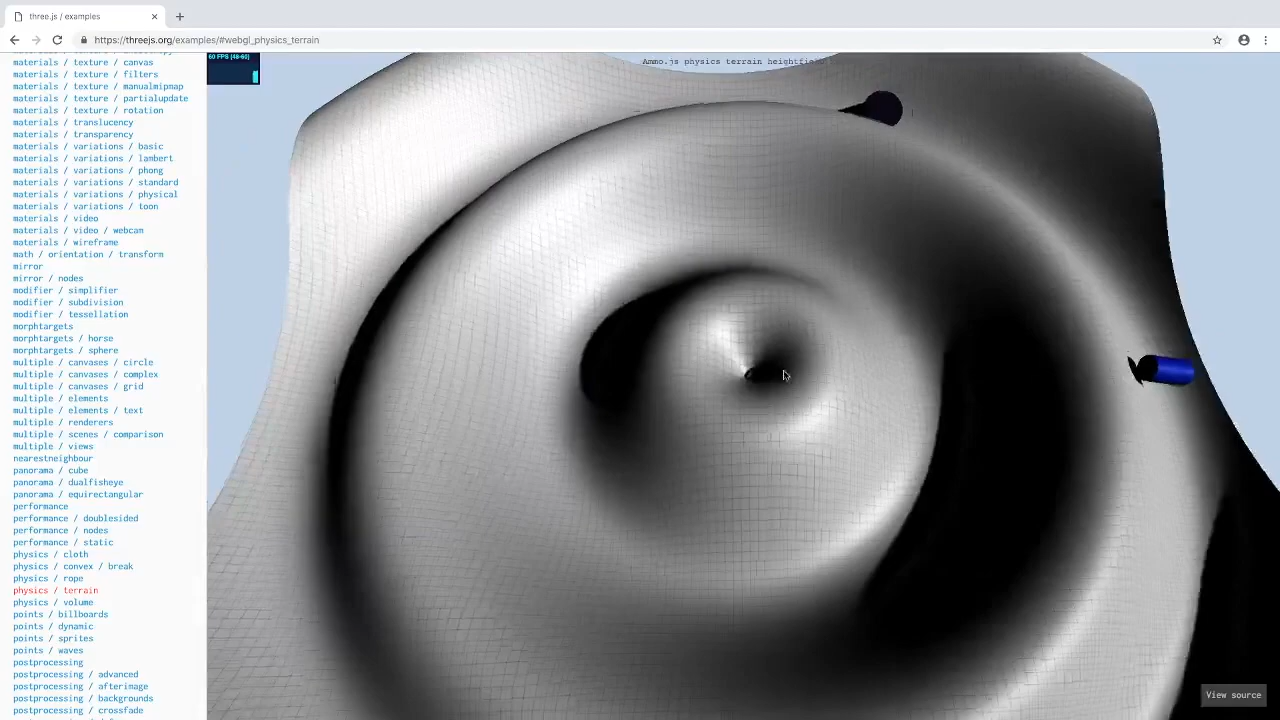 three.js / examples
https://threejs.org/examples/#webgl_physics_terrain
materials / texture / canvas
materials / texture / filters
materials / texture / manualmipmap
materials / texture / partialupdate
materials / texture / rotation
materials / translucency
materials / transparency
materials / variations / basic
materials / variations / lambert
materials / variations / phong
materials / variations / standard
materials / variations / physical
materials / variations / toon
materials / video
materials / video / webcam
materials / wireframe
math / orientation / transform
mirror
mirror / nodes
modifier / simplifier
modifier / subdivision
modifier / tessellation
morphtargets
morphtargets / horse
morphtargets / sphere
multiple / canvases / circle
multiple / canvases / complex
multiple / canvases / grid
multiple / elements
multiple / elements / text
multiple / renderers
multiple / scenes / comparison
multiple / views
nearestneighbour
panorama / cube
panorama / dualfisheye
panorama / equirectangular
performance
performance / doublesided
performance / nodes
performance / static
physics / cloth
physics / convex / break
physics / rope
physics / terrain
physics / volume
points / billboards
points / dynamic
points / sprites
points / waves
postprocessing
postprocessing / advanced
postprocessing / afterimage
postprocessing / backgrounds
postprocessing / crossfade
60 FPS (48-60)
Ammo.js physics terrain heightfield
View source